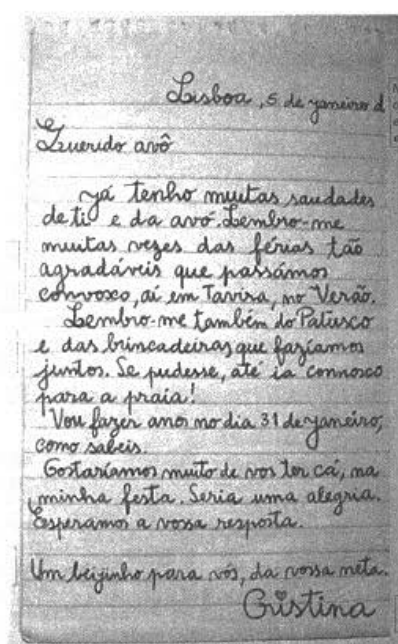 Lisboa, 5 de janeiro d
Querido avô
Já tenho muitas saudades
de ti e da avó. Lembro-me
muitas vezes das férias tão
agradáveis que passámos
convosco, aí em Tavira, no Verão.
Lembro-me também do Patusco
e das brincadeiras que fazíamos
juntos. Se pudesse, até ia connosco
para a praia!
Vou fazer anos no dia 31 de janeiro,
como sabeis.
Gostaríamos muito de vos ter cá, na
minha festa. Seria uma alegria.
Esperamos a vossa resposta.
Um beijinho para vós, da vossa neta.
Cristina